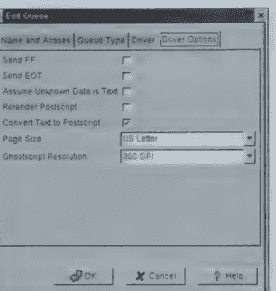 Edit Queue
Name and Aliases Queue Type Driver Driver Options
Send FF
Send EOT
Assume Unknown Data is Text
Rerender Postscript
Convert Text to Postscript
Page Size US Letter
Ghostscript Resolution 300 DPI
OK Cancel Help